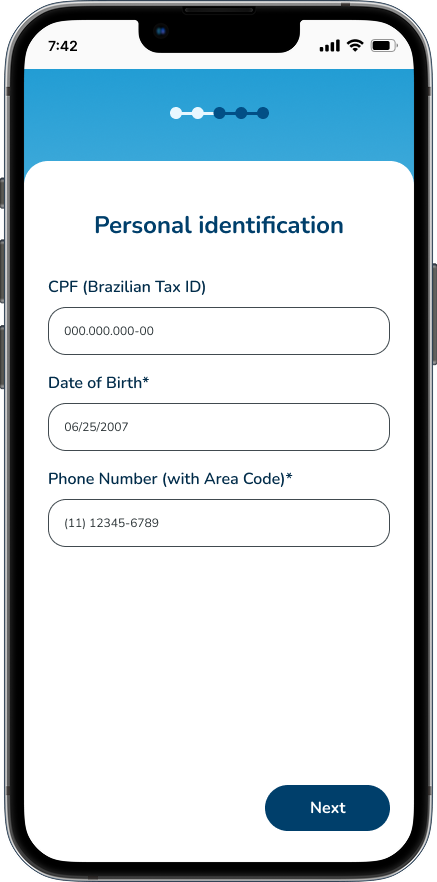 7:42
Personal identification
CPF (Brazilian Tax ID)
000.000.000-00
Date of Birth*
06/25/2007
Phone Number (with Area Code)*
(11) 12345-6789
Next